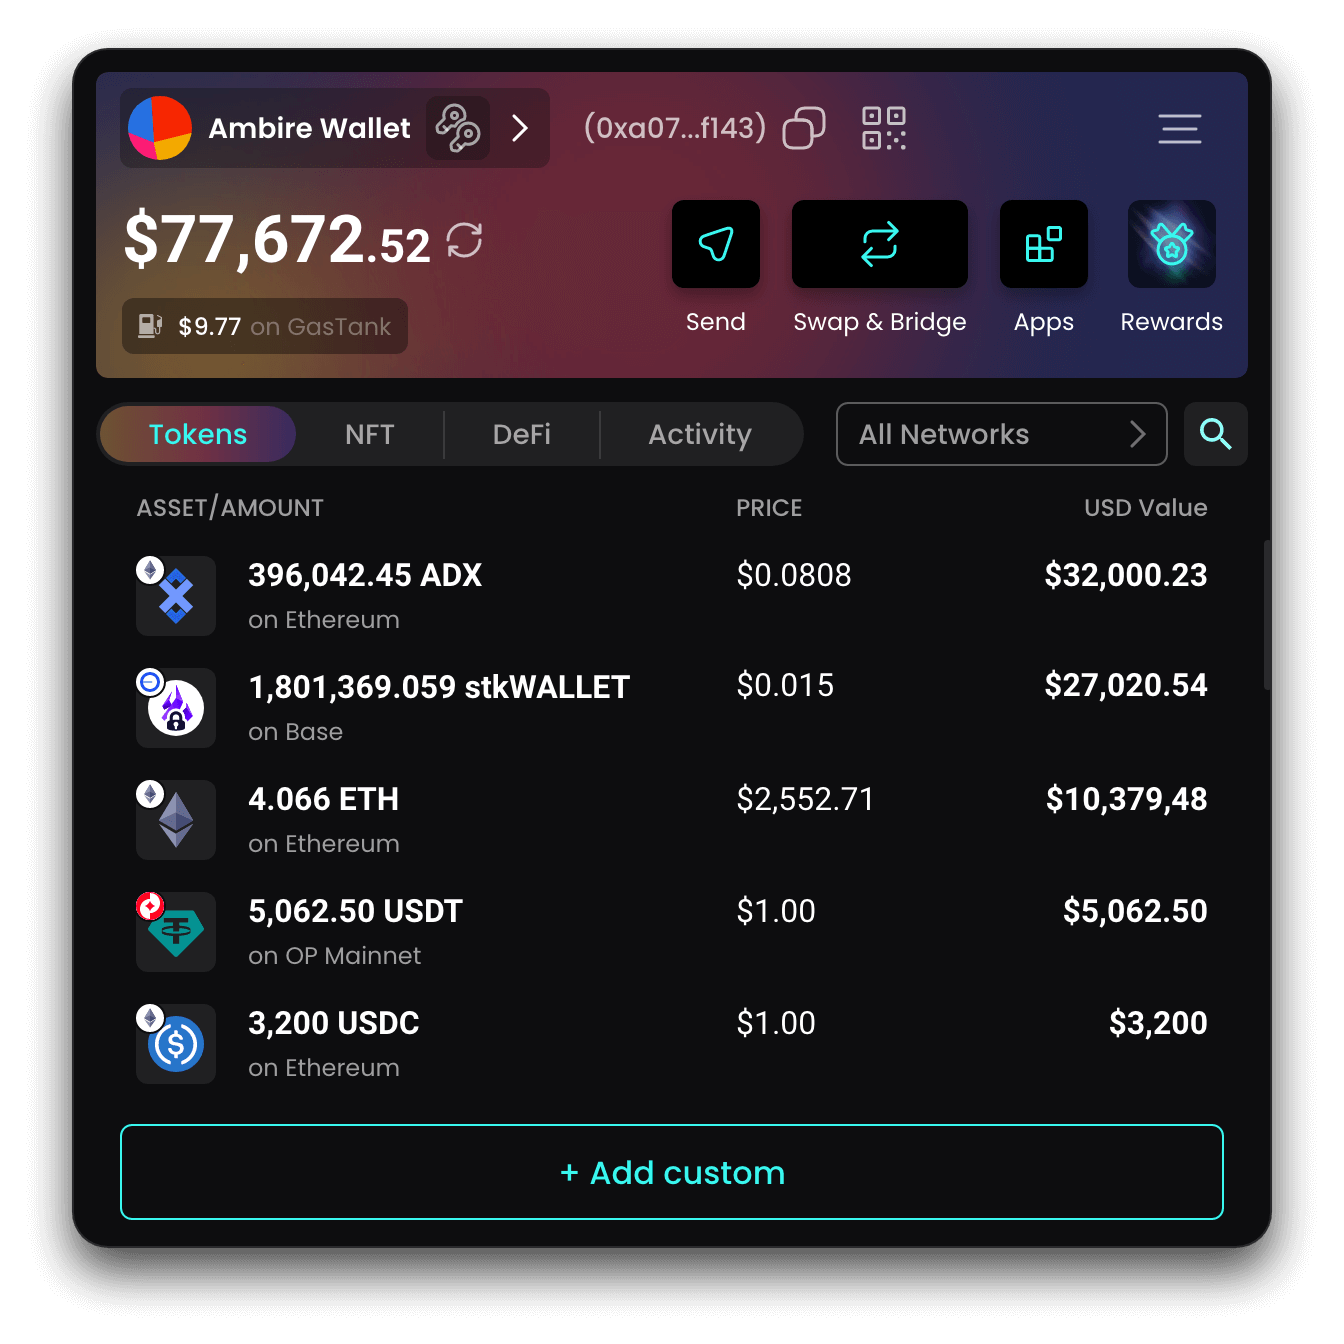 Ambire Wallet (0xa07...f143)
$77,672.52
$9.77 on GasTank
Send Swap & Bridge Apps Rewards
Tokens NFT DeFi Activity All Networks
ASSET/AMOUNT PRICE USD Value
396,042.45 ADX $0.0808 $32,000.23
on Ethereum
1,801,369.059 stkWALLET $0.015 $27,020.54
on Base
4.066 ETH $2,552.71 $10,379,48
on Ethereum
5,062.50 USDT $1.00 $5,062.50
on OP Mainnet
3,200 USDC $1.00 $3,200
on Ethereum
+ Add custom